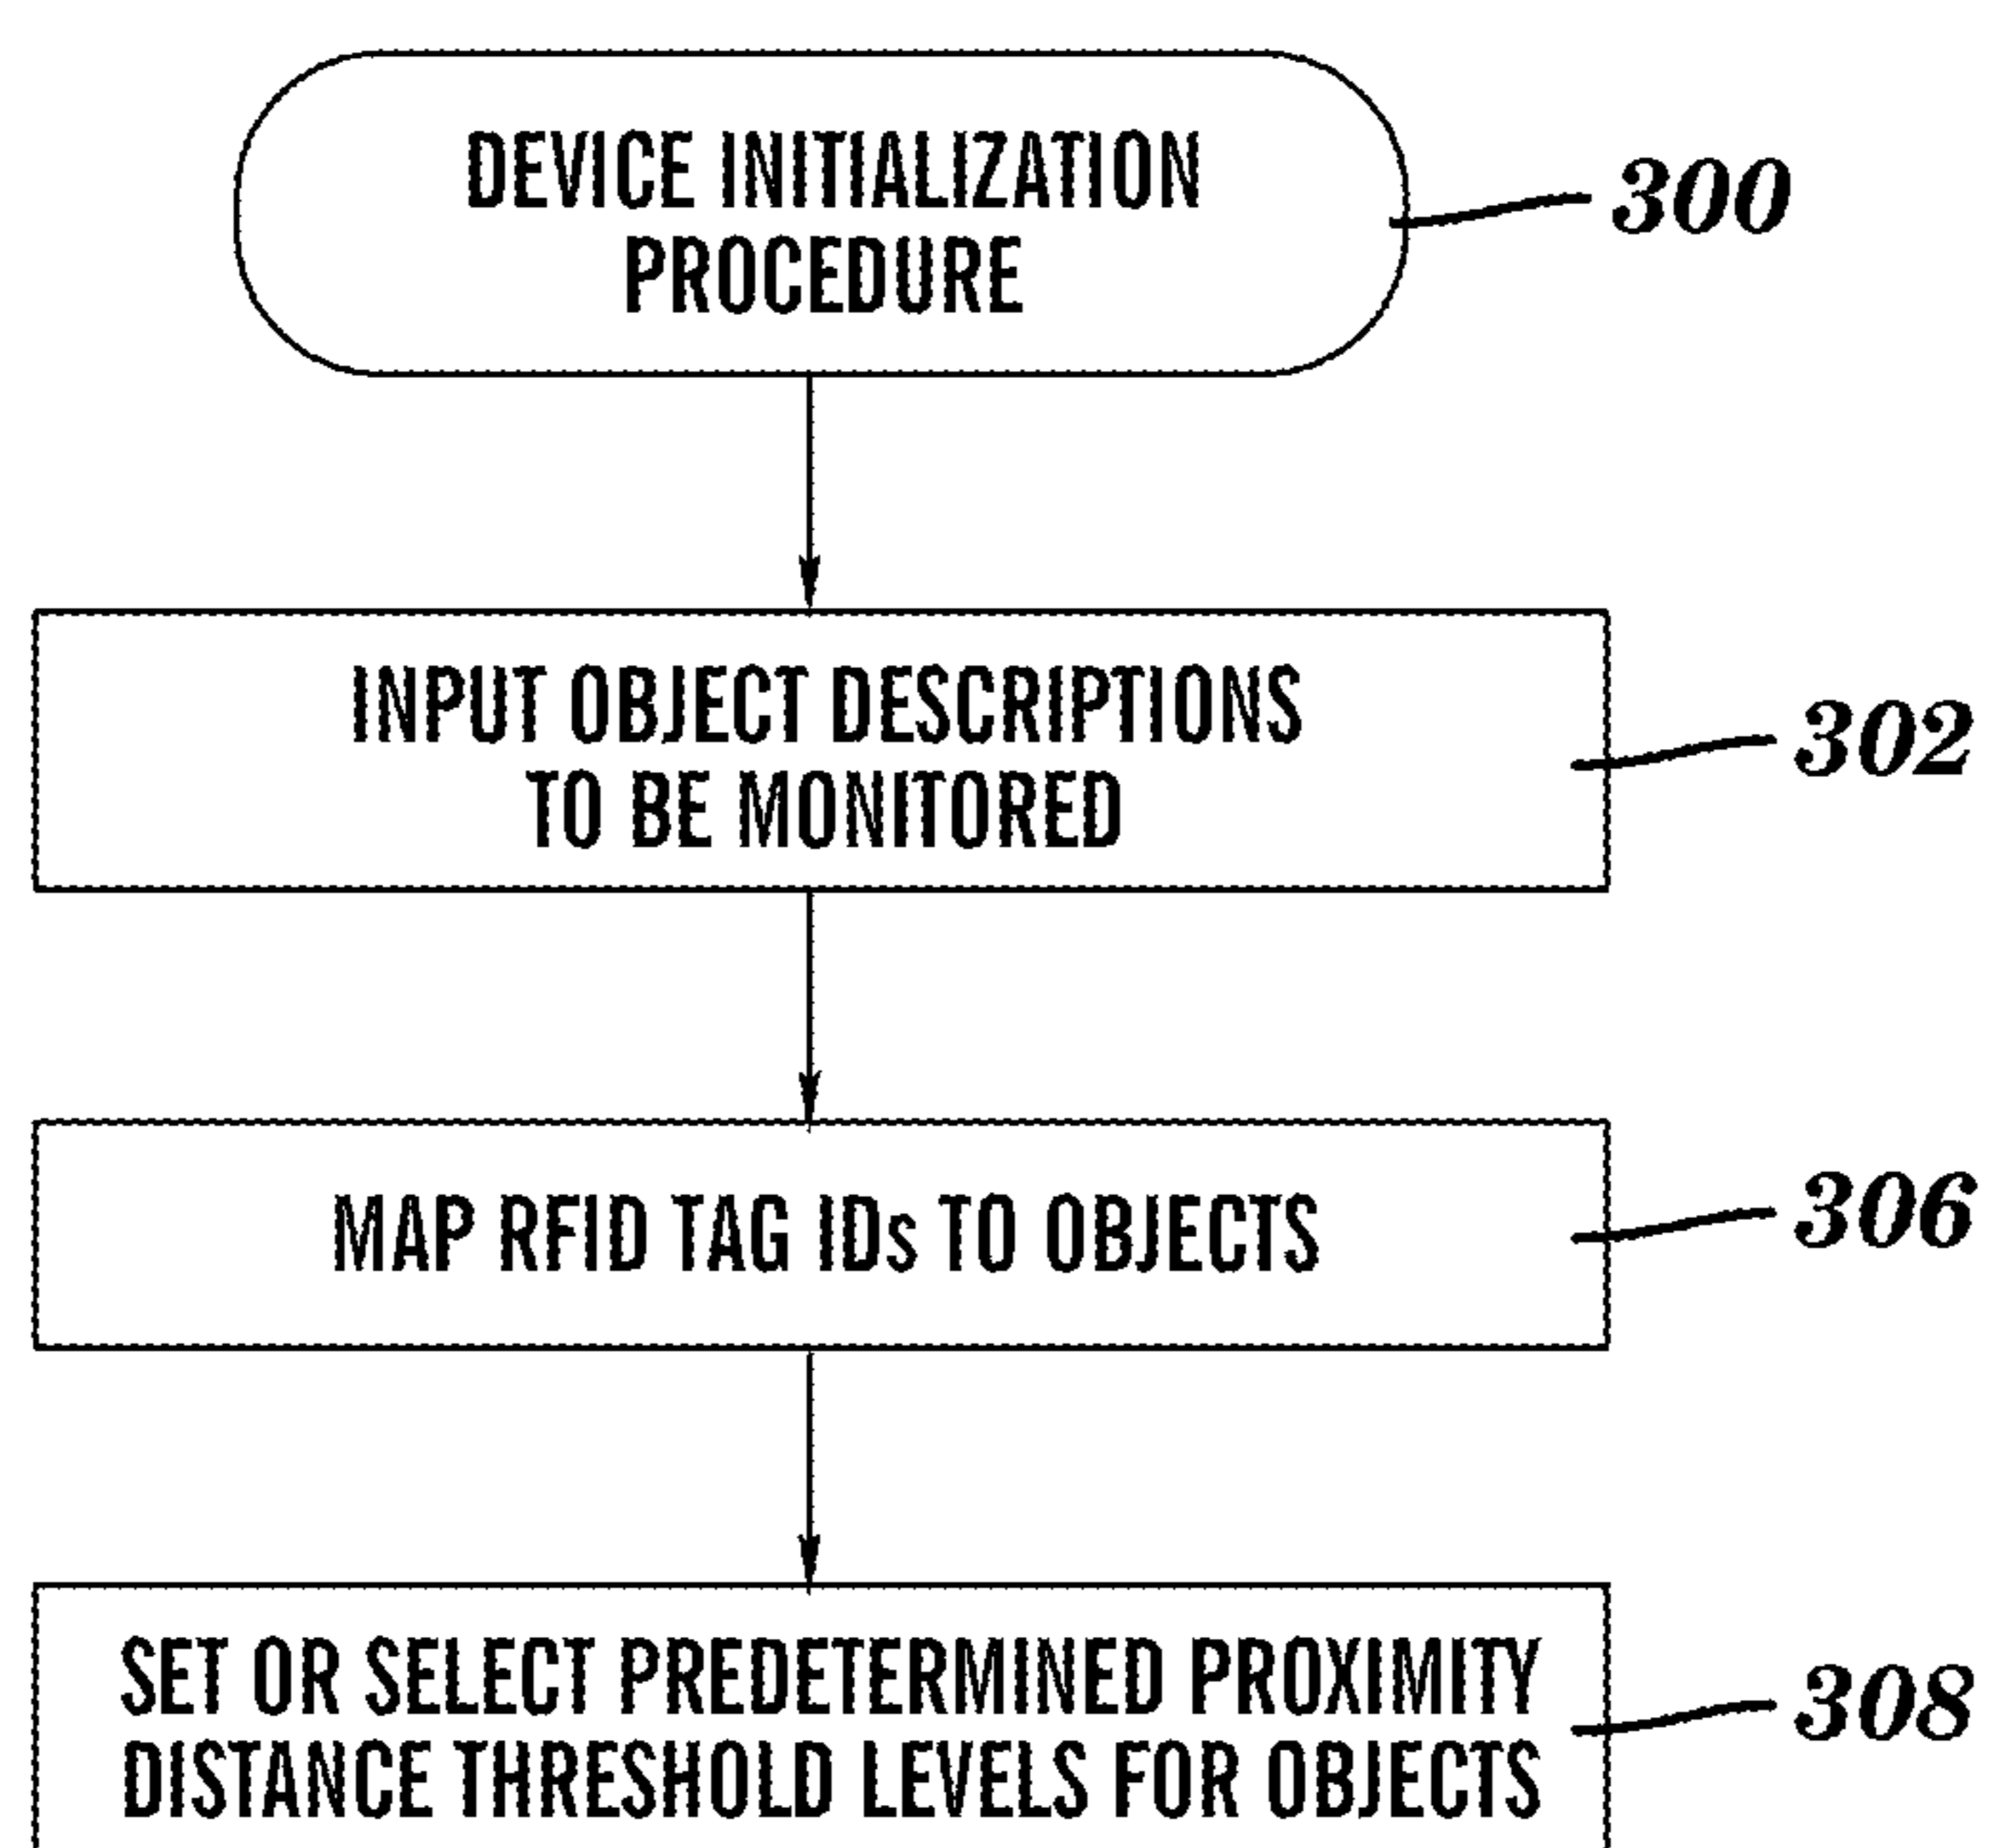 DEVICE INITIALIZATION
PROCEDURE
300
INPUT OBJECT DESCRIPTIONS
TO BE MONITORED
302
MAP RFID TAG IDs TO OBJECTS
306
SET OR SELECT PREDETERMINED PROXIMITY
DISTANCE THRESHOLD LEVELS FOR OBJECTS
308